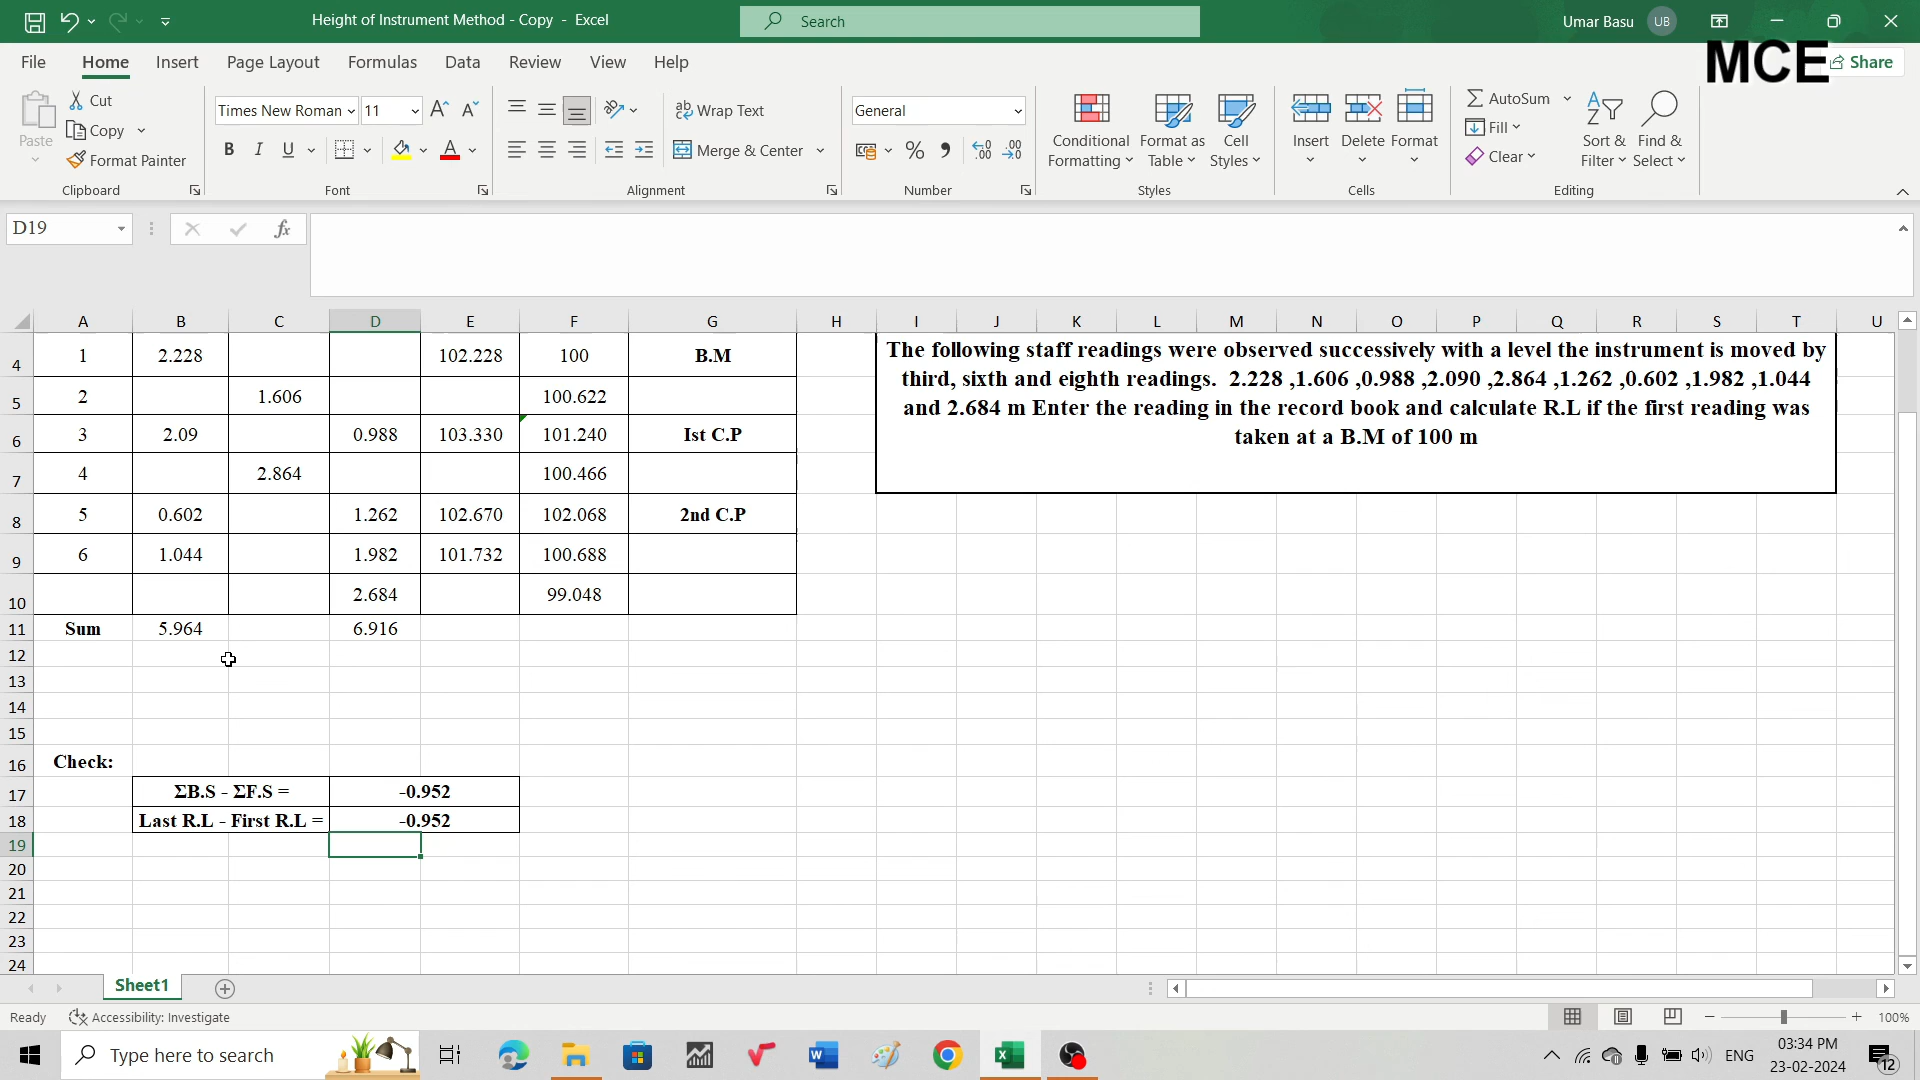 Height of Instrument Method - Copy - Excel
Search
Umar Basu UB
MCE
File Home Insert Page Layout Formulas Data Review View Help
Share
Paste
Cut
Copy
Format Painter
Clipboard
Times New Roman 11
B I U
Font
Wrap Text
Merge & Center
Alignment
General
Number
Conditional Formatting
Format as Table
Cell Styles
Styles
Insert Delete Format
Cells
AutoSum
Fill
Clear
Sort & Filter
Find & Select
Editing
D19
fx
A B C D E F G H I J K L M N O P Q R S T U
4 1 2.228 102.228 100 B.M
5 2 1.606 100.622
6 3 2.09 0.988 103.330 101.240 Ist C.P
7 4 2.864 100.466
8 5 0.602 1.262 102.670 102.068 2nd C.P
9 6 1.044 1.982 101.732 100.688
10 2.684 99.048
11 Sum 5.964 6.916
12
13
14
15
16 Check:
17 ΣB.S - ΣF.S = -0.952
18 Last R.L - First R.L = -0.952
19
20
21
22
23
24
The following staff readings were observed successively with a level the instrument is moved by
third, sixth and eighth readings. 2.228 ,1.606 ,0.988 ,2.090 ,2.864 ,1.262 ,0.602 ,1.982 ,1.044
and 2.684 m Enter the reading in the record book and calculate R.L if the first reading was
taken at a B.M of 100 m
Sheet1
Ready Accessibility: Investigate
100%
Type here to search
ENG
03:34 PM
23-02-2024
12